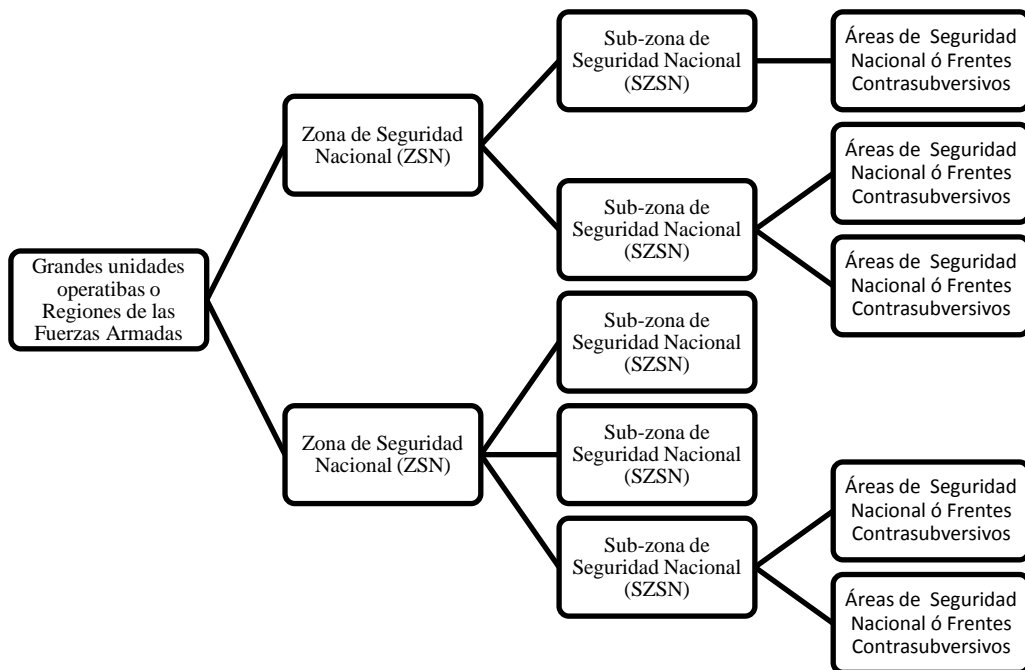 Grandes unidades
operatibas o
Regiones de las
Fuerzas Armadas
Zona de Seguridad
Nacional (ZSN)
Sub-zona de
Seguridad Nacional
(SZSN)
Áreas de Seguridad
Nacional ó Frentes
Contrasubversivos
Sub-zona de
Seguridad Nacional
(SZSN)
Áreas de Seguridad
Nacional ó Frentes
Contrasubversivos
Áreas de Seguridad
Nacional ó Frentes
Contrasubversivos
Zona de Seguridad
Nacional (ZSN)
Sub-zona de
Seguridad Nacional
(SZSN)
Sub-zona de
Seguridad Nacional
(SZSN)
Sub-zona de
Seguridad Nacional
(SZSN)
Áreas de Seguridad
Nacional ó Frentes
Contrasubversivos
Áreas de Seguridad
Nacional ó Frentes
Contrasubversivos